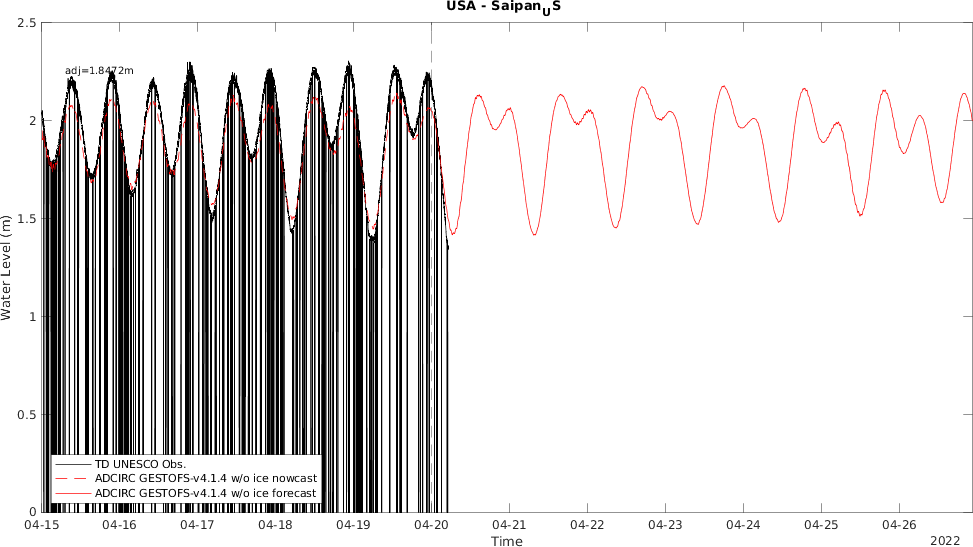 USA - Saipan_US
2.5
adj=1.8472m
2
1.5
Water Level (m)
1
0.5
TD UNESCO Obs.
ADCIRC GESTOFS-v4.1.4 w/o ice nowcast
ADCIRC GESTOFS-v4.1.4 w/o ice forecast
0
04-15 04-16 04-17 04-18 04-19 04-20 04-21 04-22 04-23 04-24 04-25 04-26
Time
2022